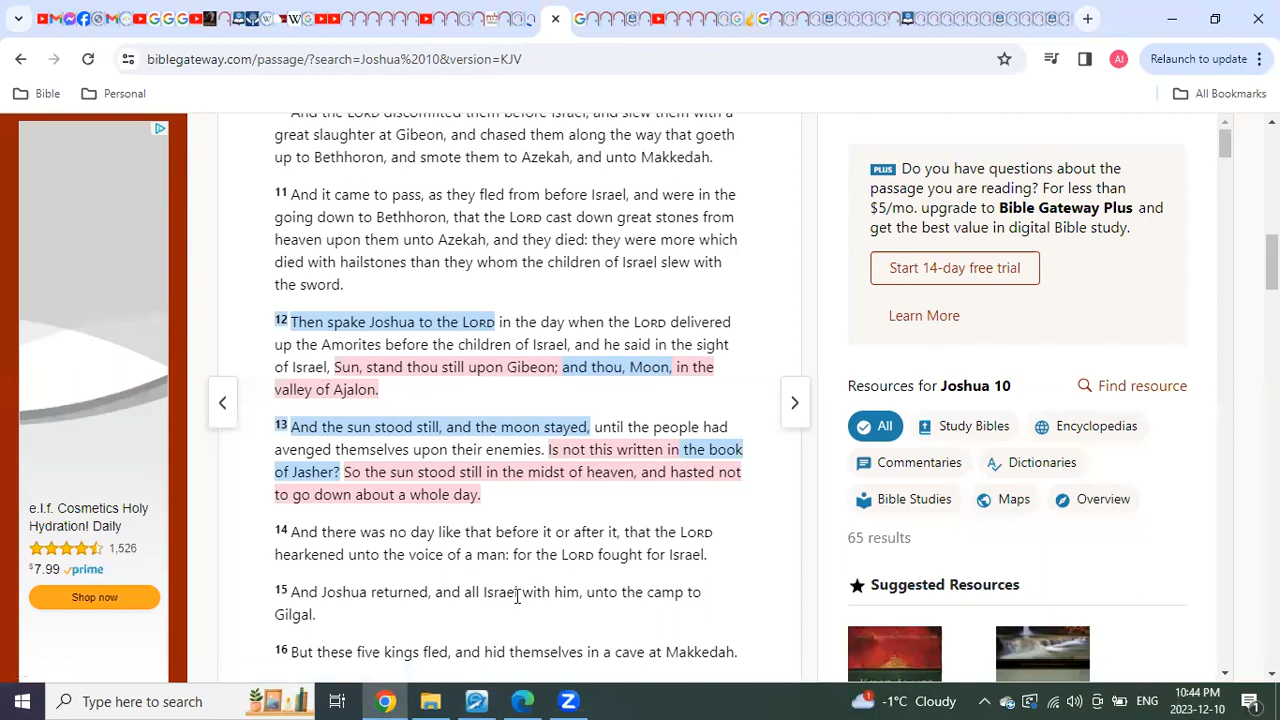 biblegateway.com/passage/?search=Joshua%2010&version=KJV
AI
Relaunch to update
Bible
Personal
All Bookmarks
And the LORD discomfited them before Israel, and slew them with a
great slaughter at Gibeon, and chased them along the way that goeth
up to Bethhoron, and smote them to Azekah, and unto Makkedah.
11 And it came to pass, as they fled from before Israel, and were in the
going down to Bethhoron, that the LORD cast down great stones from
heaven upon them unto Azekah, and they died: they were more which
died with hailstones than they whom the children of Israel slew with
the sword.
12 Then spake Joshua to the LORD in the day when the LORD delivered
up the Amorites before the children of Israel, and he said in the sight
of Israel, Sun, stand thou still upon Gibeon; and thou, Moon, in the
valley of Ajalon.
13 And the sun stood still, and the moon stayed, until the people had
avenged themselves upon their enemies. Is not this written in the book
of Jasher? So the sun stood still in the midst of heaven, and hasted not
to go down about a whole day.
14 And there was no day like that before it or after it, that the LORD
hearkened unto the voice of a man: for the LORD fought for Israel.
15 And Joshua returned, and all Israel with him, unto the camp to
Gilgal.
16 But these five kings fled, and hid themselves in a cave at Makkedah.
e.l.f. Cosmetics Holy
Hydration! Daily
1,526
$7.99 prime
Shop now
PLUS Do you have questions about the
passage you are reading? For less than
$5/mo. upgrade to Bible Gateway Plus and
get the best value in digital Bible study.
Start 14-day free trial
Learn More
Resources for Joshua 10
Find resource
All
Study Bibles
Encyclopedias
Commentaries
Dictionaries
Bible Studies
Maps
Overview
65 results
Suggested Resources
Type here to search
-1°C Cloudy
ENG
10:44 PM
2023-12-10